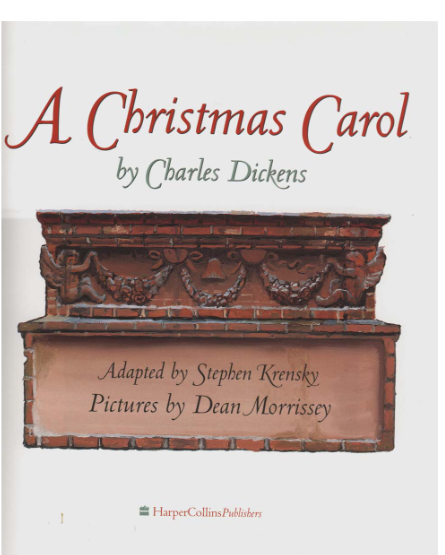 A Christmas Carol
by Charles Dickens
Adapted by Stephen Krensky
Pictures by Dean Morrissey
HarperCollinsPublishers